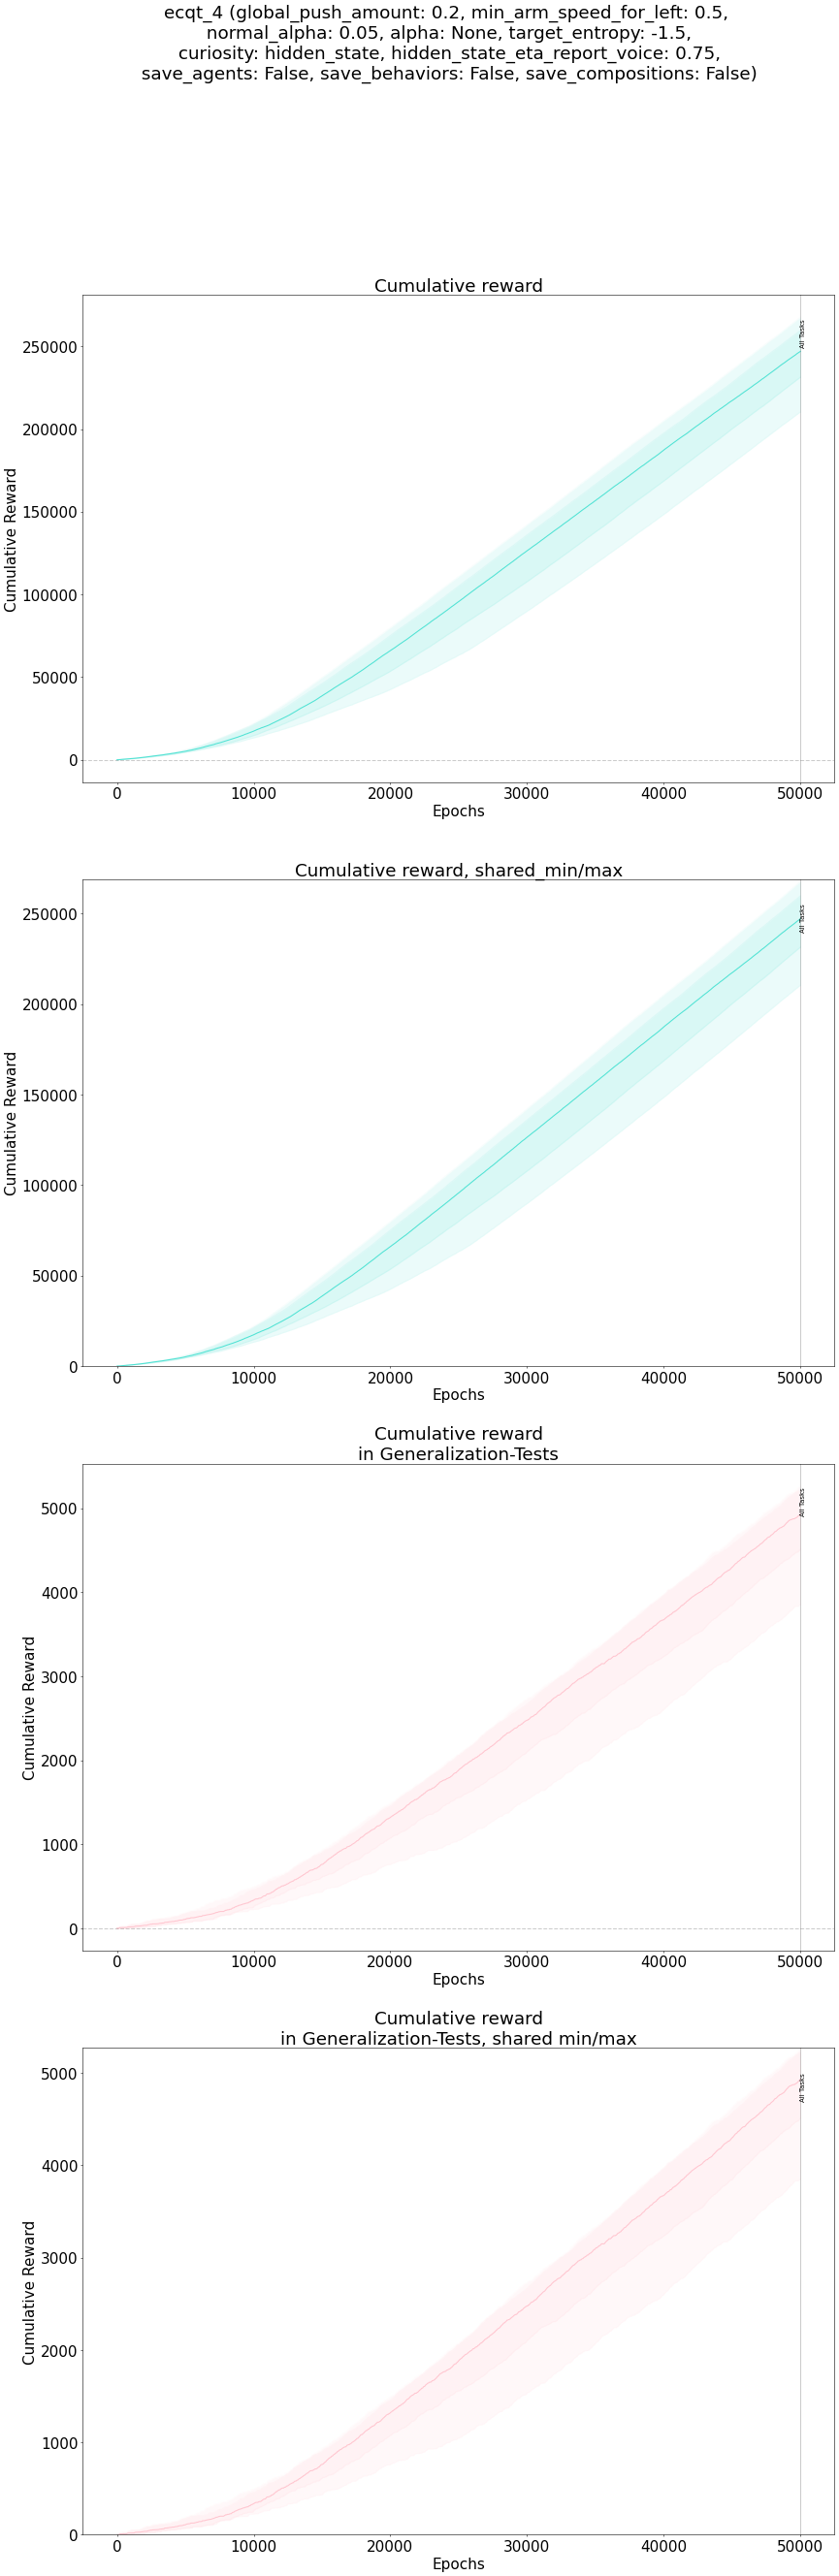 ecqt_4 (global_push_amount: 0.2, min_arm_speed_for_left: 0.5,
normal_alpha: 0.05, alpha: None, target_entropy: -1.5,
curiosity: hidden_state, hidden_state_eta_report_voice: 0.75,
save_agents: False, save_behaviors: False, save_compositions: False)
Cumulative reward
All Tasks
250000
200000
150000
100000
50000
0
Cumulative Reward
0 10000 20000 30000 40000 50000
Epochs
Cumulative reward, shared_min/max
All Tasks
250000
200000
150000
100000
50000
0
Cumulative Reward
0 10000 20000 30000 40000 50000
Epochs
Cumulative reward
in Generalization-Tests
All Tasks
5000
4000
3000
2000
1000
0
Cumulative Reward
0 10000 20000 30000 40000 50000
Epochs
Cumulative reward
in Generalization-Tests, shared min/max
All Tasks
5000
4000
3000
2000
1000
0
Cumulative Reward
0 10000 20000 30000 40000 50000
Epochs